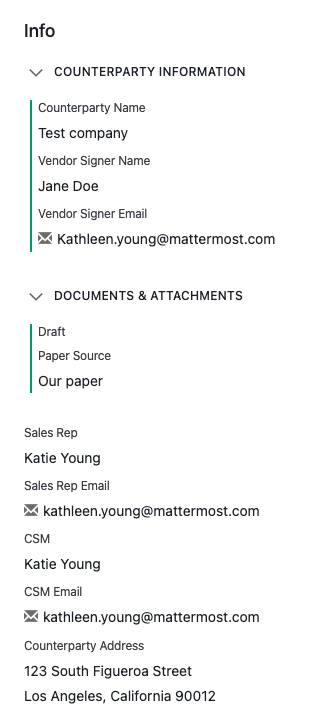 Info
COUNTERPARTY INFORMATION
Counterparty Name
Test company
Vendor Signer Name
Jane Doe
Vendor Signer Email
Kathleen.young@mattermost.com
DOCUMENTS & ATTACHMENTS
Draft
Paper Source
Our paper
Sales Rep
Katie Young
Sales Rep Email
kathleen.young@mattermost.com
CSM
Katie Young
CSM Email
kathleen.young@mattermost.com
Counterparty Address
123 South Figueroa Street
Los Angeles, California 90012